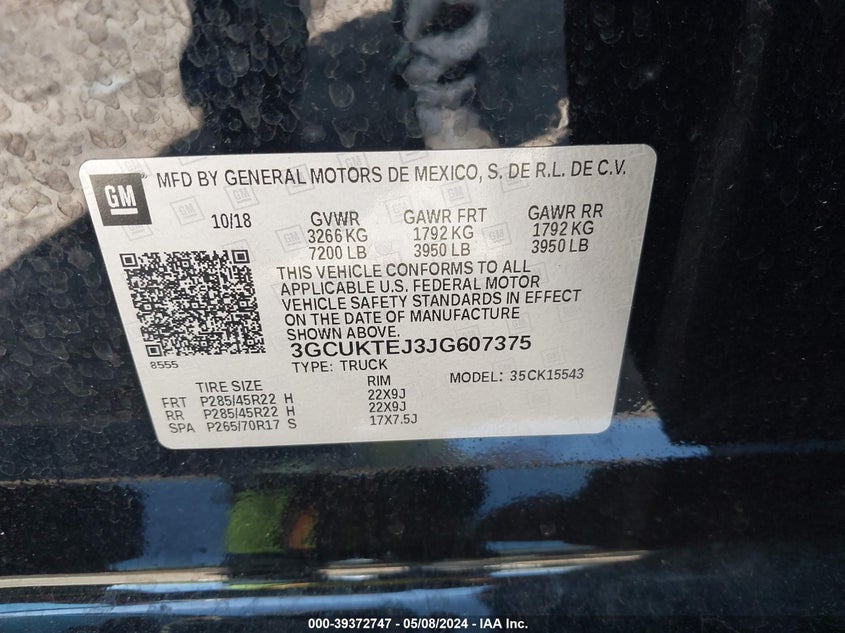 GM MFD BY GENERAL MOTORS DE MEXICO, S. DE R.L. DE C.V.
10/18 GVWR GAWR FRT GAWR RR
3266 KG 1792 KG 1792 KG
7200 LB 3950 LB 3950 LB
THIS VEHICLE CONFORMS TO ALL
APPLICABLE U.S. FEDERAL MOTOR
VEHICLE SAFETY STANDARDS IN EFFECT
ON THE DATE OF MANUFACTURE
SHOWN ABOVE.
8555
3GCUKTEJ3JG607375
TYPE: TRUCK MODEL: 35CK15543
TIRE SIZE RIM
FRT P285/45R22 H 22X9J
RR P285/45R22 H 22X9J
SPA P265/70R17 S 17X7.5J
000-39372747 - 05/08/2024 - IAA Inc.